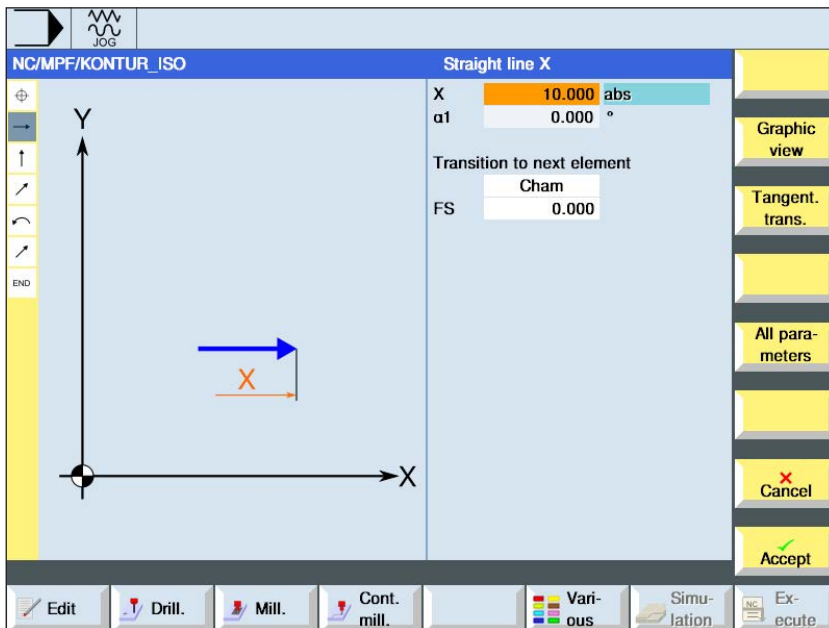 JOG
NC/MPF/KONTUR_ISO
Straight line X
X 10.000 abs
α1 0.000 °
Transition to next element
Cham
FS 0.000
Y
X
X
END
Graphic
view
Tangent.
trans.
All para-
meters
Cancel
Accept
Edit
Drill.
Mill.
Cont.
mill.
Vari-
ous
Simu-
lation
NC
Ex-
ecute